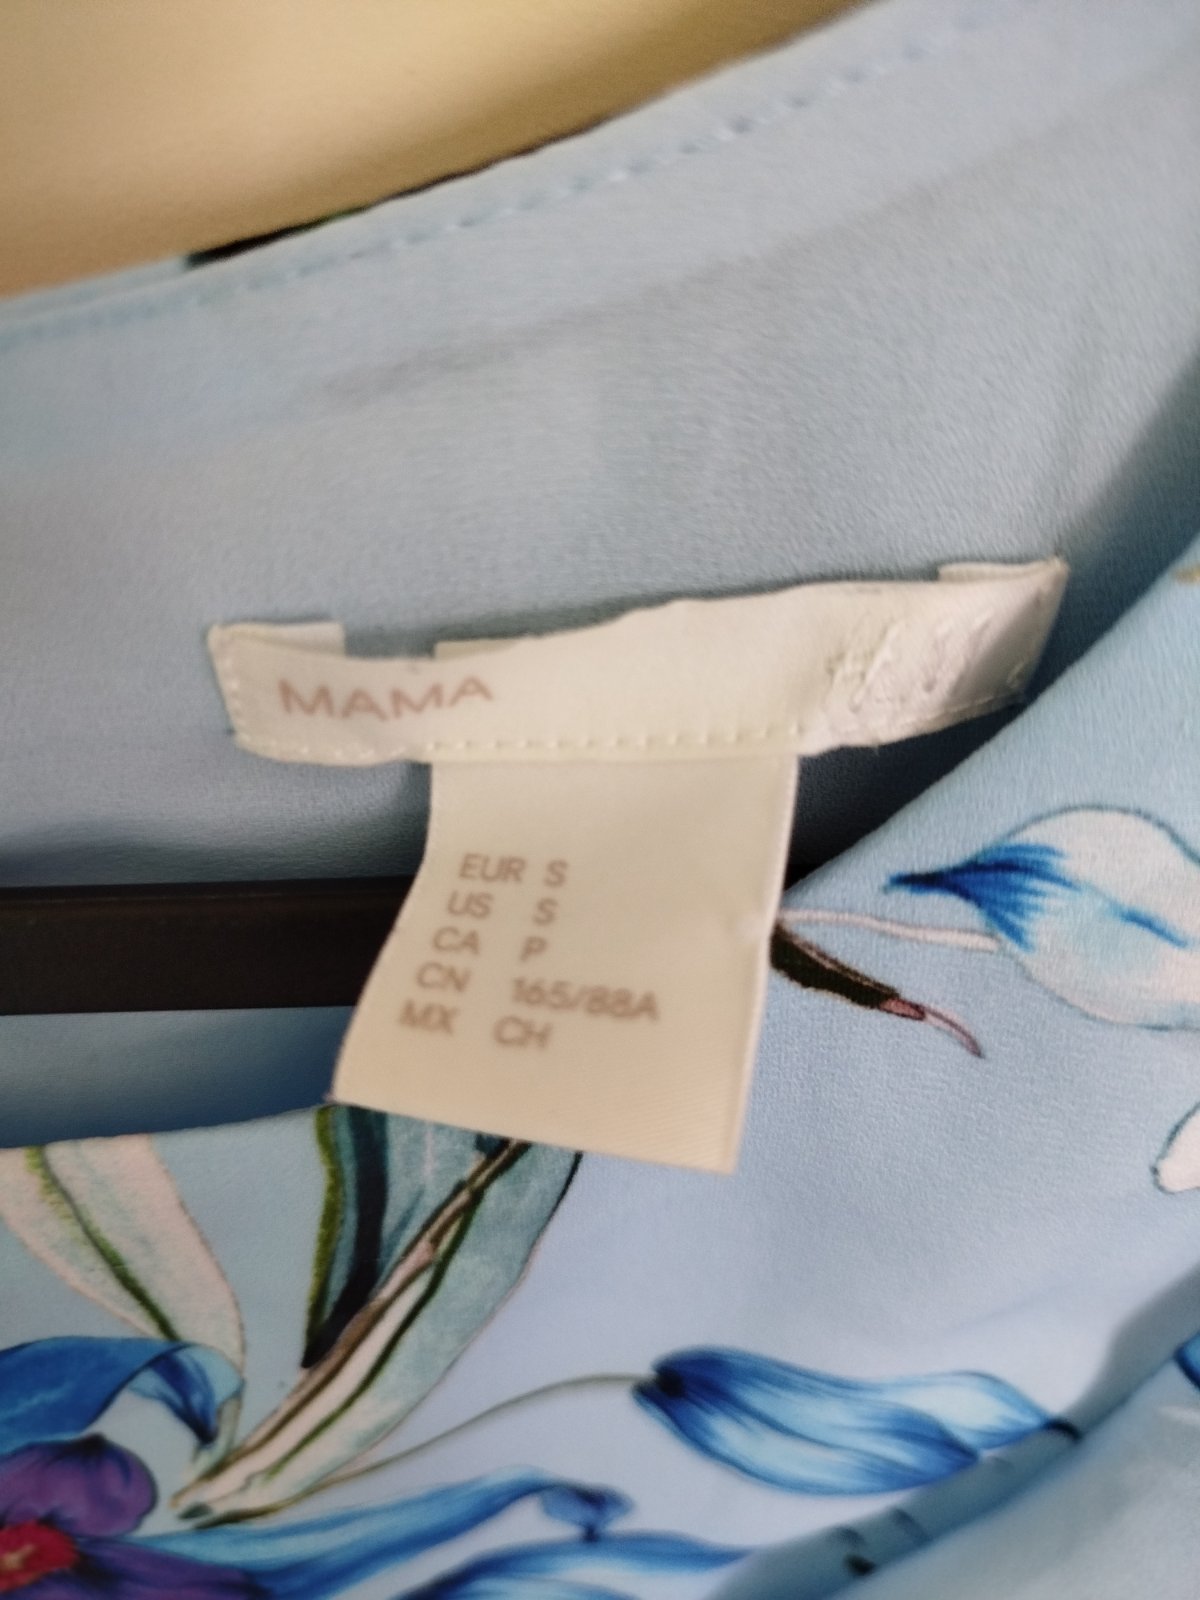 MAMA
EUR S
US S
CA P
CN 165/88A
MX CH